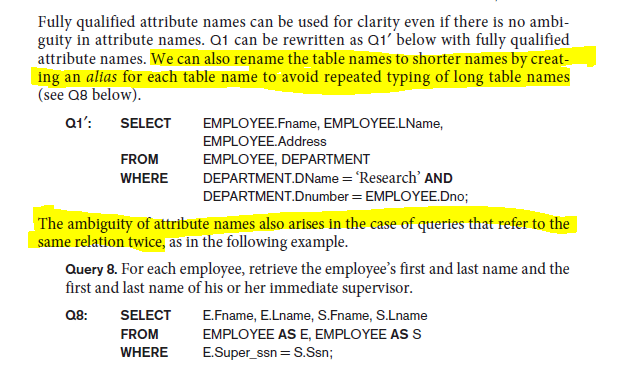 Fully qualified attribute names can be used for clarity even if there is no ambi-
guity in attribute names. Q1 can be rewritten as Q1′ below with fully qualified
attribute names. We can also rename the table names to shorter names by creat-
ing an alias for each table name to avoid repeated typing of long table names
(see Q8 below).
Q1′: SELECT EMPLOYEE.Fname, EMPLOYEE.LName,
EMPLOYEE.Address
FROM EMPLOYEE, DEPARTMENT
WHERE DEPARTMENT.DName = ‘Research’ AND
DEPARTMENT.Dnumber = EMPLOYEE.Dno;
The ambiguity of attribute names also arises in the case of queries that refer to the
same relation twice, as in the following example.
Query 8. For each employee, retrieve the employee’s first and last name and the
first and last name of his or her immediate supervisor.
Q8: SELECT E.Fname, E.Lname, S.Fname, S.Lname
FROM EMPLOYEE AS E, EMPLOYEE AS S
WHERE E.Super_ssn = S.Ssn;